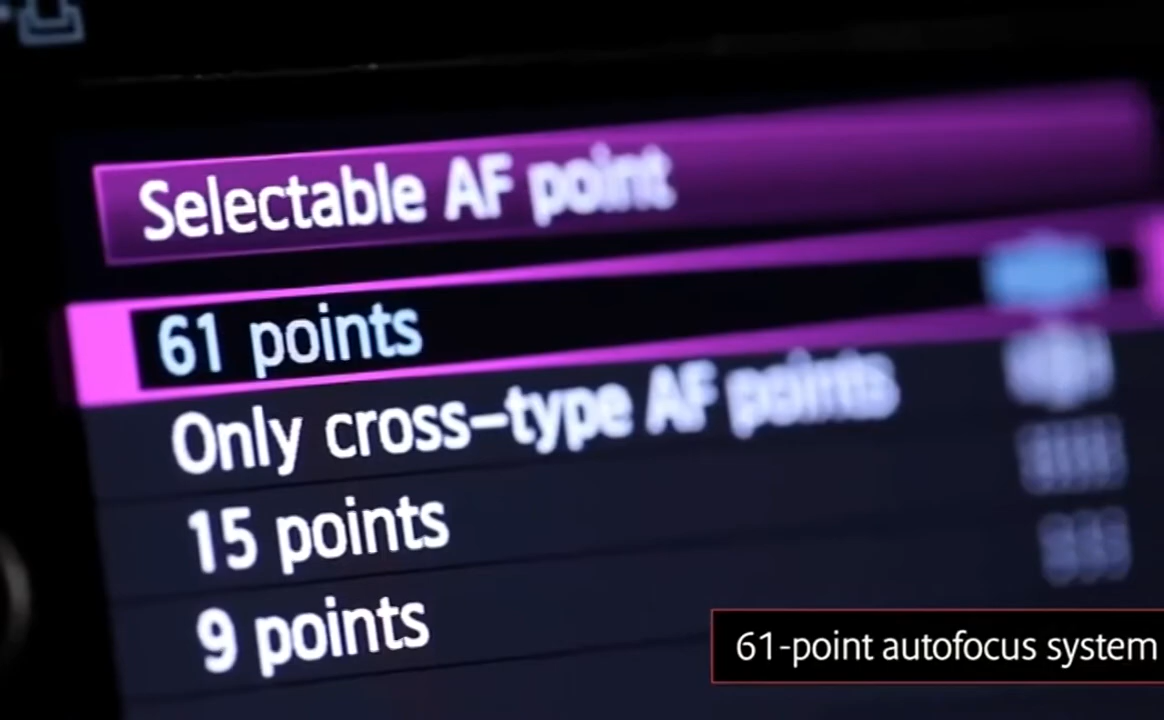 Selectable AF point
61 points
Only cross-type AF points
15 points
9 points
61-point autofocus system